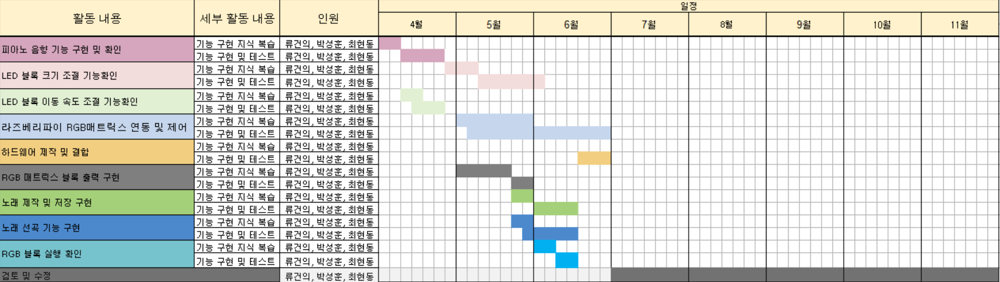 활동 내용 세부 활동 내용 인원 일정
4월 5월 6월 7월 8월 9월 10월 11월
피아노 음향 기능 구현 및 확인 기능 구현 지식 복습 류건의, 박성훈, 최현동
기능 구현 및 테스트 류건의, 박성훈, 최현동
LED 블록 크기 조절 기능확인 기능 구현 지식 복습 류건의, 박성훈, 최현동
기능 구현 및 테스트 류건의, 박성훈, 최현동
LED 블록 이동 속도 조절 기능확인 기능 구현 지식 복습 류건의, 박성훈, 최현동
기능 구현 및 테스트 류건의, 박성훈, 최현동
라즈베리파이 RGB매트릭스 연동 및 제어 기능 구현 지식 복습 류건의, 박성훈, 최현동
기능 구현 및 테스트 류건의, 박성훈, 최현동
하드웨어 제작 및 결합 기능 구현 지식 복습 류건의, 박성훈, 최현동
기능 구현 및 테스트 류건의, 박성훈, 최현동
RGB 매트릭스 블록 출력 구현 기능 구현 지식 복습 류건의, 박성훈, 최현동
기능 구현 및 테스트 류건의, 박성훈, 최현동
노래 제작 및 저장 구현 기능 구현 지식 복습 류건의, 박성훈, 최현동
기능 구현 및 테스트 류건의, 박성훈, 최현동
노래 선곡 기능 구현 기능 구현 지식 복습 류건의, 박성훈, 최현동
기능 구현 및 테스트 류건의, 박성훈, 최현동
RGB 블록 실행 확인 기능 구현 지식 복습 류건의, 박성훈, 최현동
기능 구현 및 테스트 류건의, 박성훈, 최현동
검토 및 수정 류건의, 박성훈, 최현동